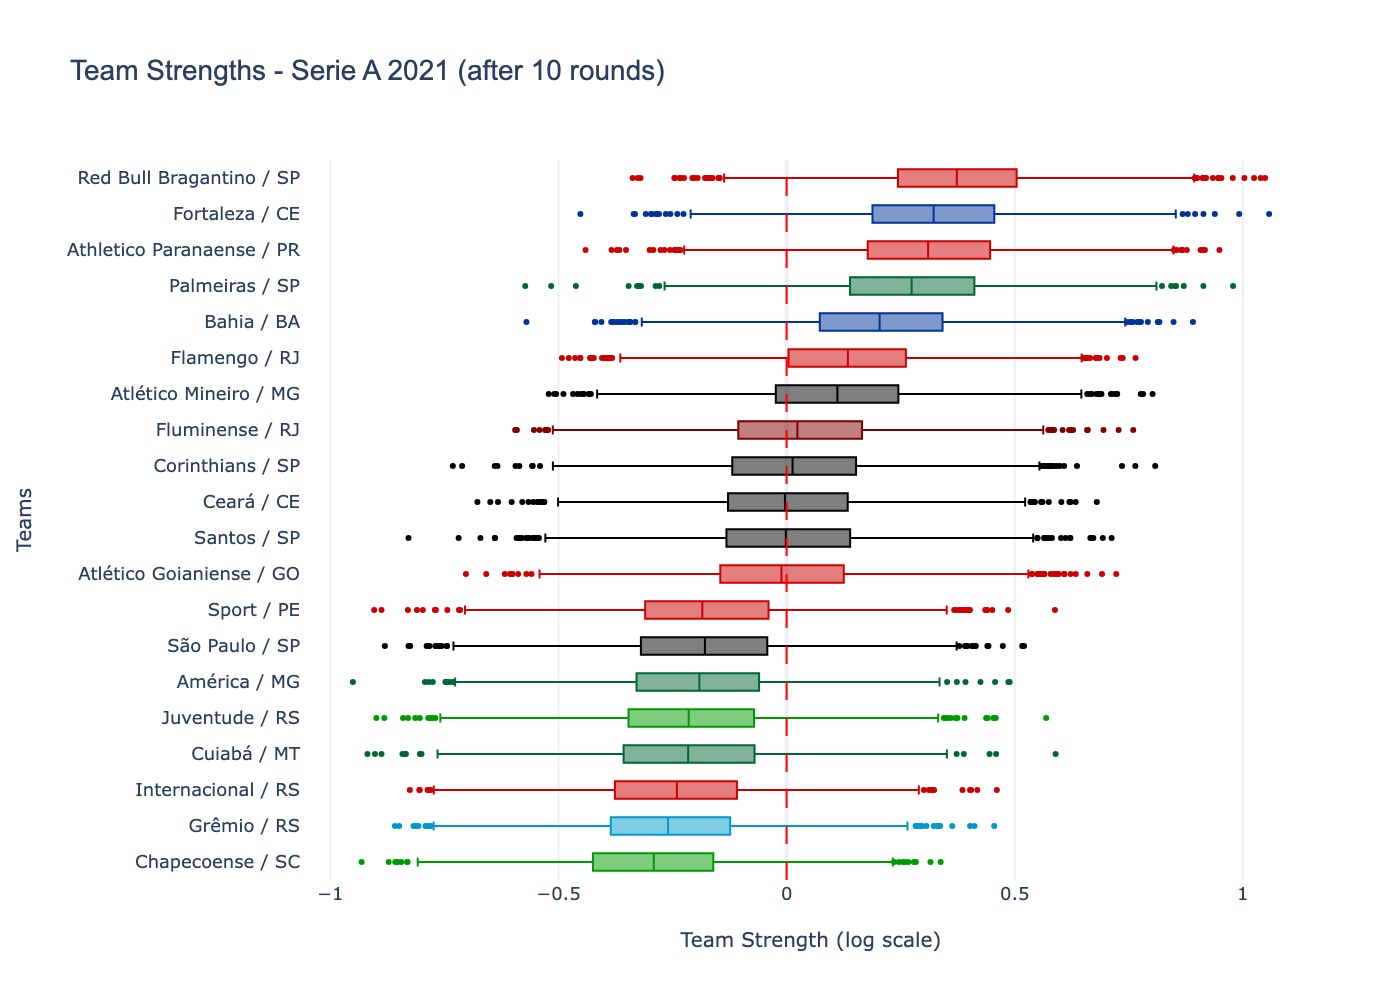 Team Strengths - Serie A 2021 (after 10 rounds)
Red Bull Bragantino / SP
Fortaleza / CE
Athletico Paranaense / PR
Palmeiras / SP
Bahia / BA
Flamengo / RJ
Atlético Mineiro / MG
Fluminense / RJ
Corinthians / SP
Ceará / CE
Santos / SP
Atlético Goianiense / GO
Sport / PE
São Paulo / SP
América / MG
Juventude / RS
Cuiabá / MT
Internacional / RS
Grêmio / RS
Chapecoense / SC
Teams
−1 −0.5 0 0.5 1
Team Strength (log scale)